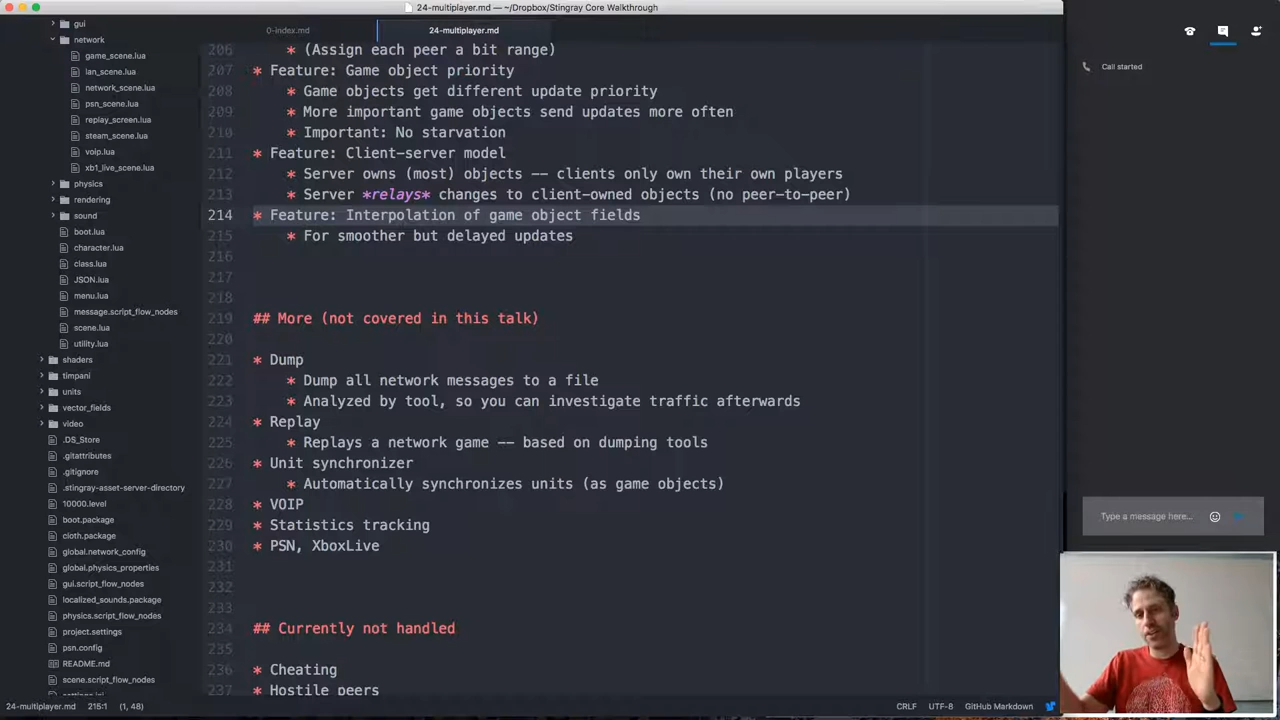 24-multiplayer.md — ~/Dropbox/Stingray Core Walkthrough
0-index.md
24-multiplayer.md
gui
network
game_scene.lua
lan_scene.lua
network_scene.lua
psn_scene.lua
replay_screen.lua
steam_scene.lua
voip.lua
xb1_live_scene.lua
physics
rendering
sound
boot.lua
character.lua
class.lua
JSON.lua
menu.lua
message.script_flow_nodes
scene.lua
utility.lua
shaders
timpani
units
vector_fields
video
.DS_Store
.gitattributes
.gitignore
.stingray-asset-server-directory
10000.level
boot.package
cloth.package
global.network_config
global.physics_properties
gui.script_flow_nodes
localized_sounds.package
physics.script_flow_nodes
project.settings
psn.config
README.md
scene.script_flow_nodes
settings.ini
206 * (Assign each peer a bit range)
207 * Feature: Game object priority
208 * Game objects get different update priority
209 * More important game objects send updates more often
210 * Important: No starvation
211 * Feature: Client-server model
212 * Server owns (most) objects -- clients only own their own players
213 * Server *relays* changes to client-owned objects (no peer-to-peer)
214 * Feature: Interpolation of game object fields
215 * For smoother but delayed updates
216
217
218
219 ## More (not covered in this talk)
220
221 * Dump
222 * Dump all network messages to a file
223 * Analyzed by tool, so you can investigate traffic afterwards
224 * Replay
225 * Replays a network game -- based on dumping tools
226 * Unit synchronizer
227 * Automatically synchronizes units (as game objects)
228 * VOIP
229 * Statistics tracking
230 * PSN, XboxLive
231
232
233
234 ## Currently not handled
235
236 * Cheating
237 * Hostile peers
24-multiplayer.md 215:1 (1, 48)
CRLF UTF-8 GitHub Markdown
Call started
Type a message here...